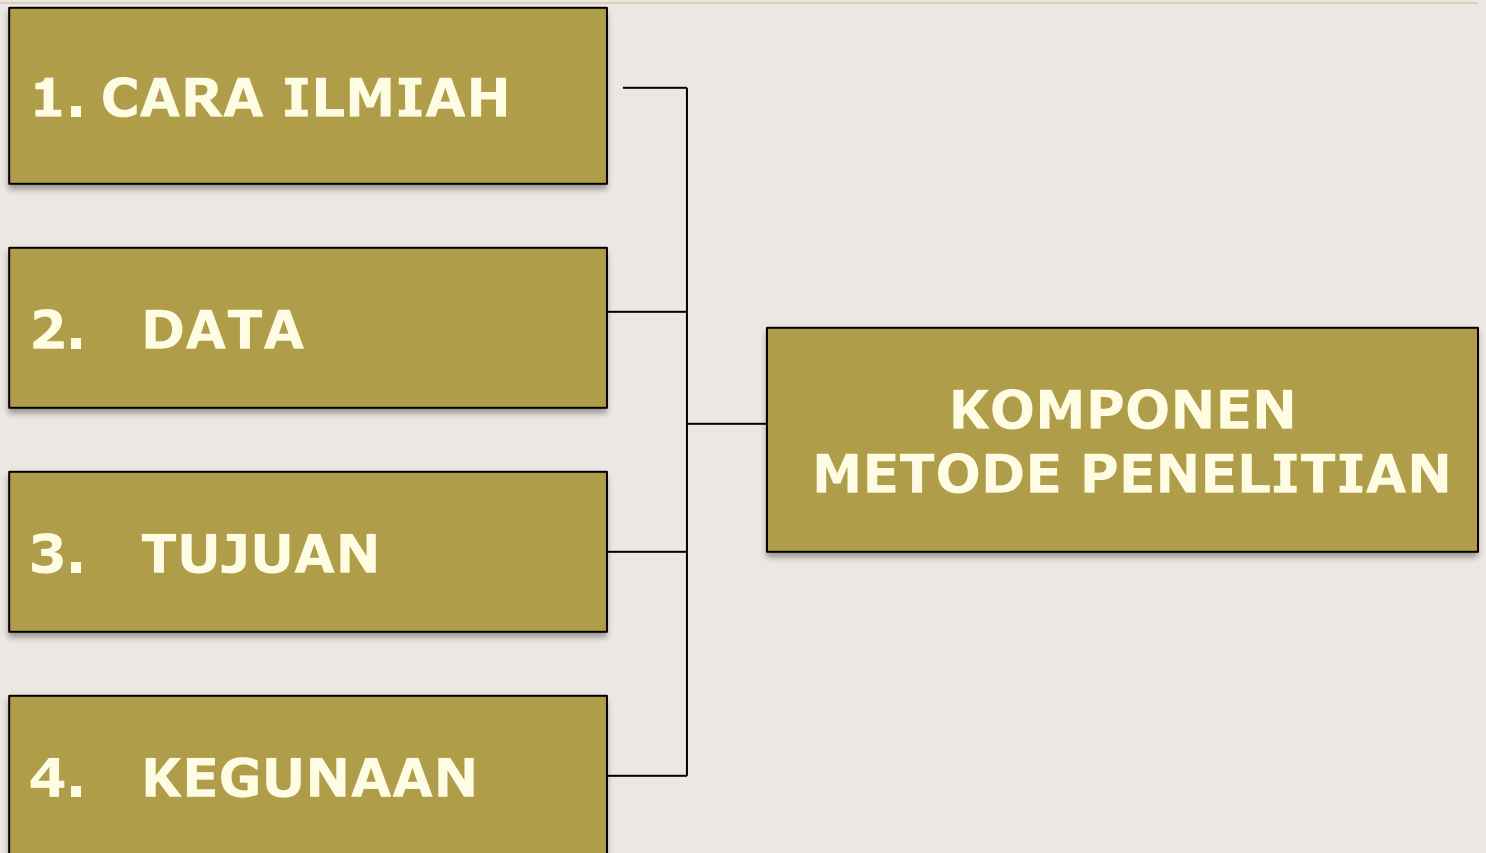 1. CARA ILMIAH
2. DATA
3. TUJUAN
4. KEGUNAAN
KOMPONEN
METODE PENELITIAN